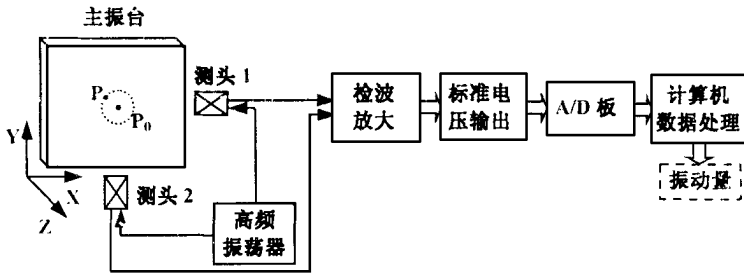 主振台
测头 1
P
P0
Y
X
Z
测头 2
高频
振荡器
检波
放大
标准电
压输出
A/D 板
计算机
数据处理
振动量